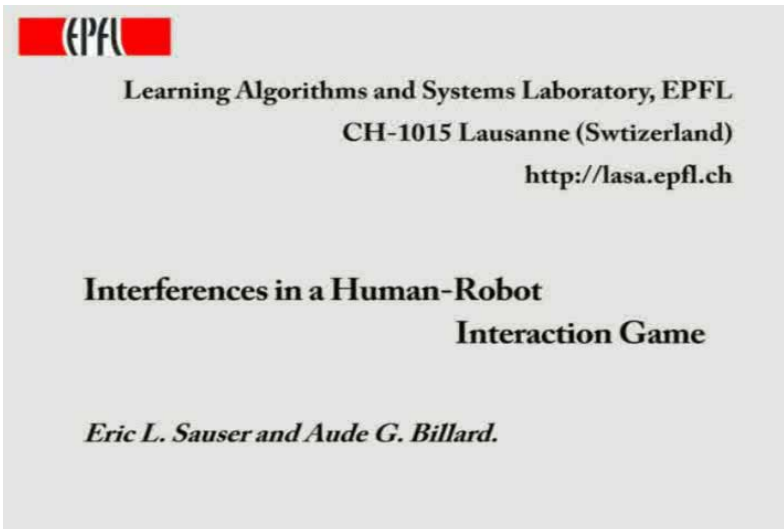 EPFL
Learning Algorithms and Systems Laboratory, EPFL
CH-1015 Lausanne (Swtizerland)
http://lasa.epfl.ch
Interferences in a Human-Robot
Interaction Game
Eric L. Sauser and Aude G. Billard.